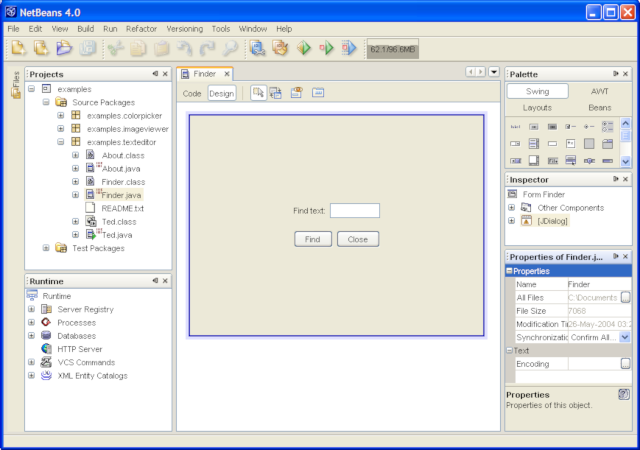 NetBeans 4.0
File Edit View Build Run Refactor Versioning Tools Window Help
62.1/96.6MB
Files
Projects
examples
Source Packages
examples.colorpicker
examples.imageviewer
examples.texteditor
About.class
About.java
Finder.class
Finder.java
README.txt
Ted.class
Ted.java
Test Packages
Runtime
Runtime
Server Registry
Processes
Databases
HTTP Server
VCS Commands
XML Entity Catalogs
Finder
Code Design
Find text:
Find Close
Palette
Swing AWT
Layouts Beans
Inspector
Form Finder
Other Components
[JDialog]
Properties of Finder.j...
Properties
Name Finder
All Files C:\Documents
File Size 7068
Modification Ti 26-May-2004 03:2
Synchronizatic Confirm All...
Text
Encoding
Properties
Properties of this object.